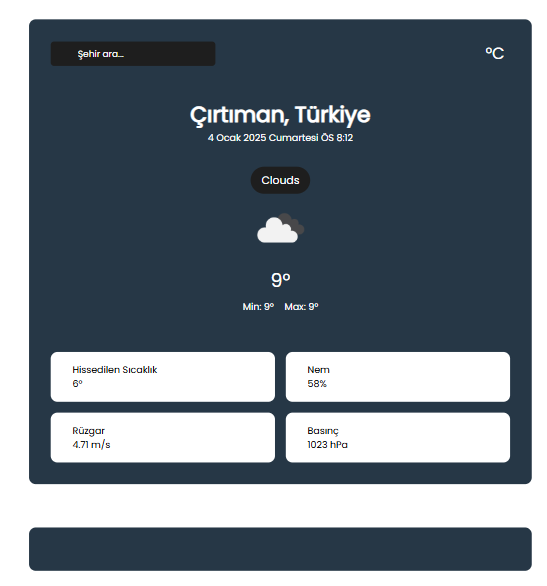 Şehir ara...
°C
Çırtıman, Türkiye
4 Ocak 2025 Cumartesi ÖS 8:12
Clouds
9°
Min: 9° Max: 9°
Hissedilen Sıcaklık
6°
Nem
58%
Rüzgar
4.71 m/s
Basınç
1023 hPa